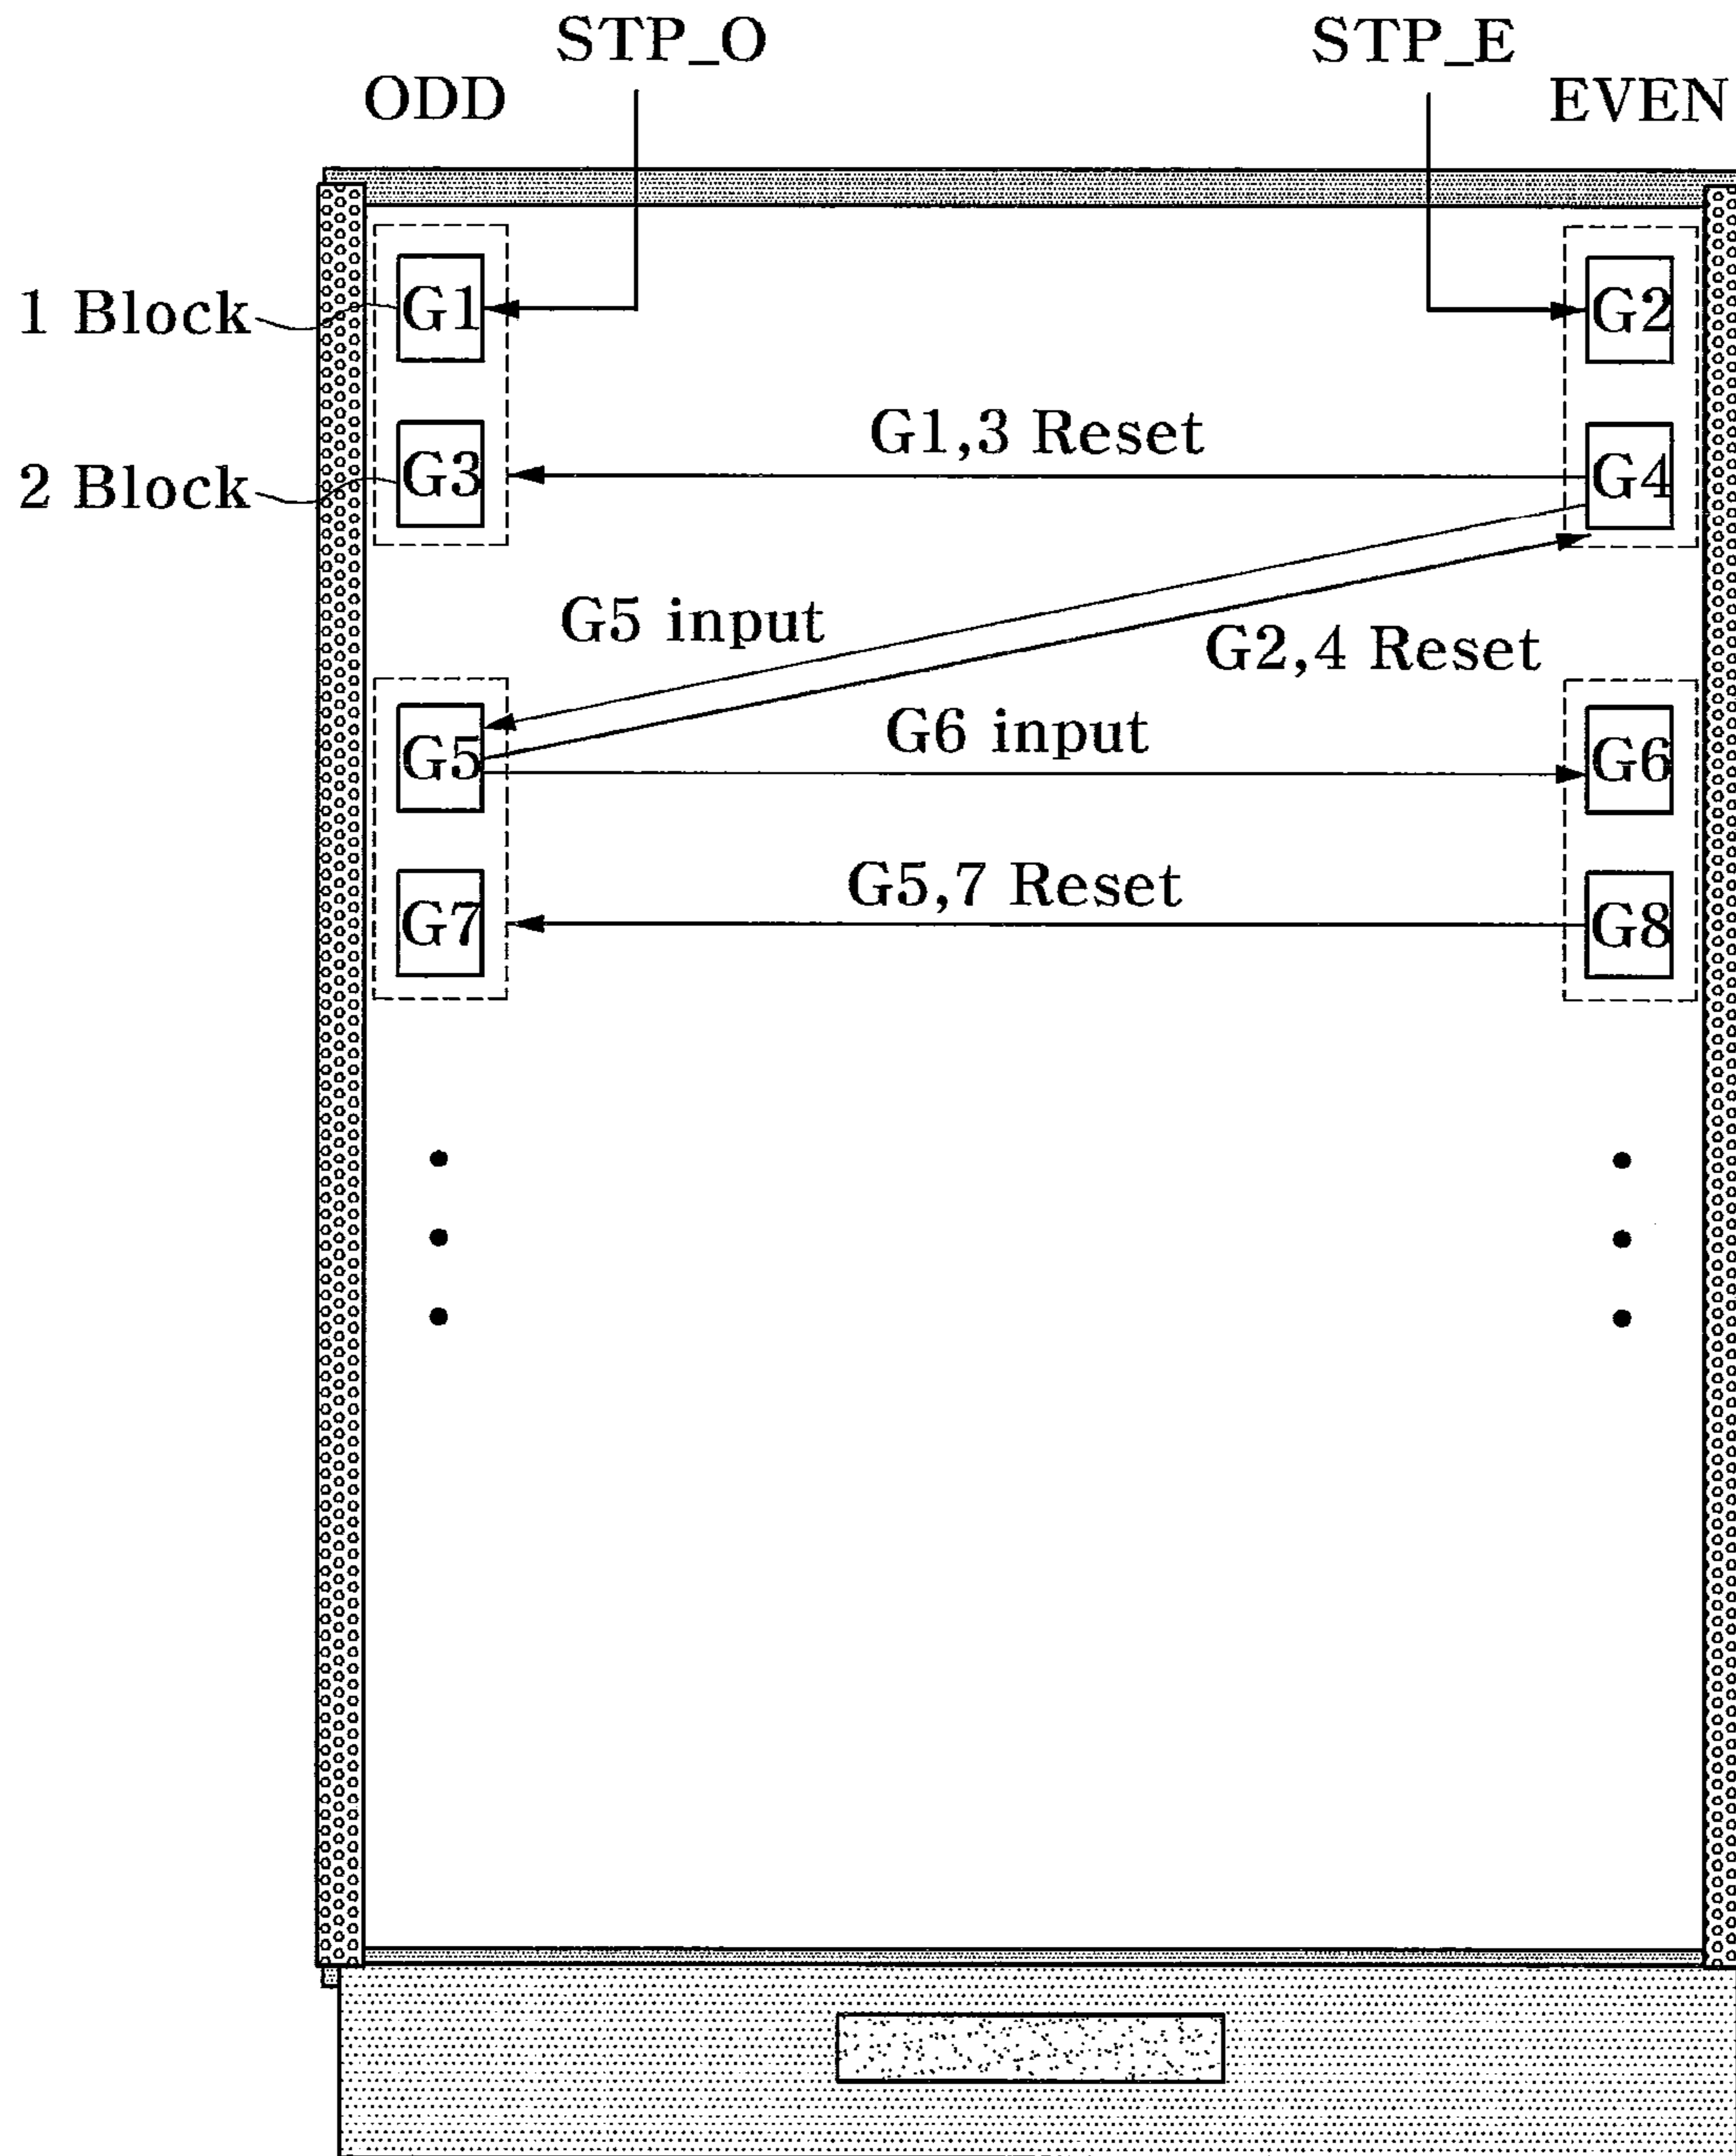 STP_O
STP_E
ODD
EVEN
1 Block
G1
G2
G1,3 Reset
2 Block
G3
G4
G5 input
G2,4 Reset
G5
G6 input
G6
G5,7 Reset
G7
G8